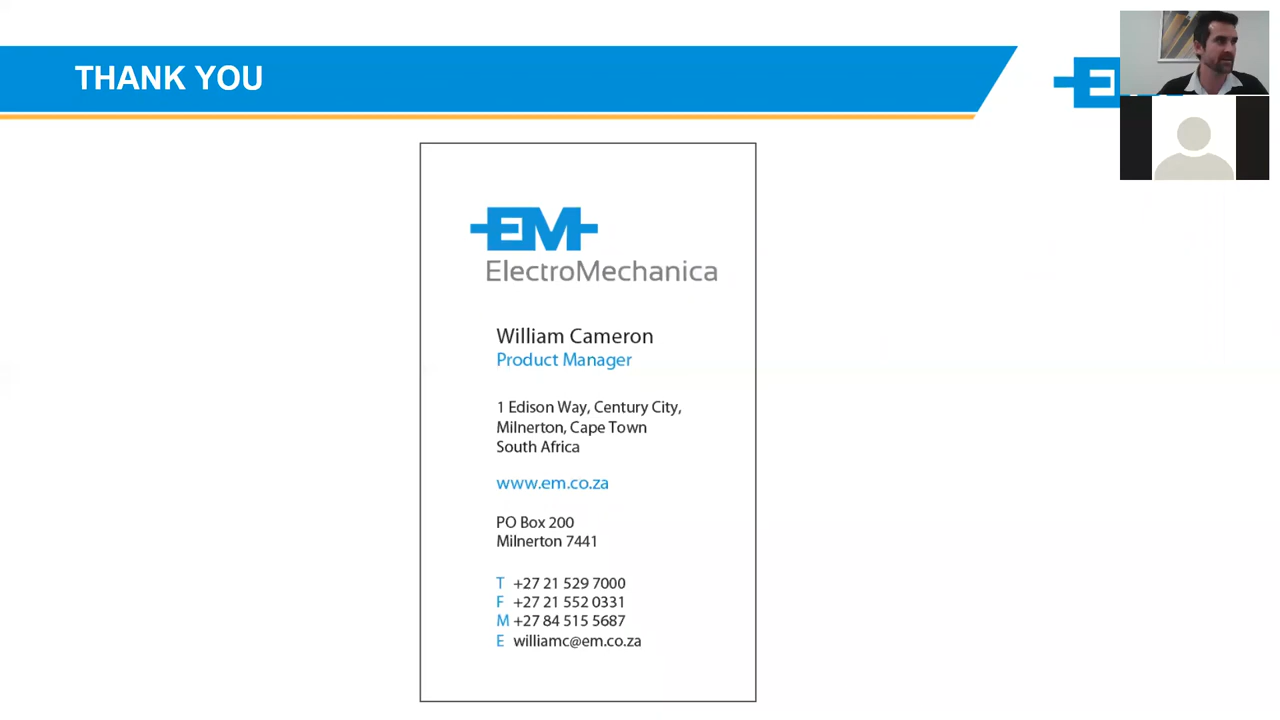 THANK YOU
EM
EM
ElectroMechanica
William Cameron
Product Manager
1 Edison Way, Century City,
Milnerton, Cape Town
South Africa
www.em.co.za
PO Box 200
Milnerton 7441
T +27 21 529 7000
F +27 21 552 0331
M +27 84 515 5687
E williamc@em.co.za